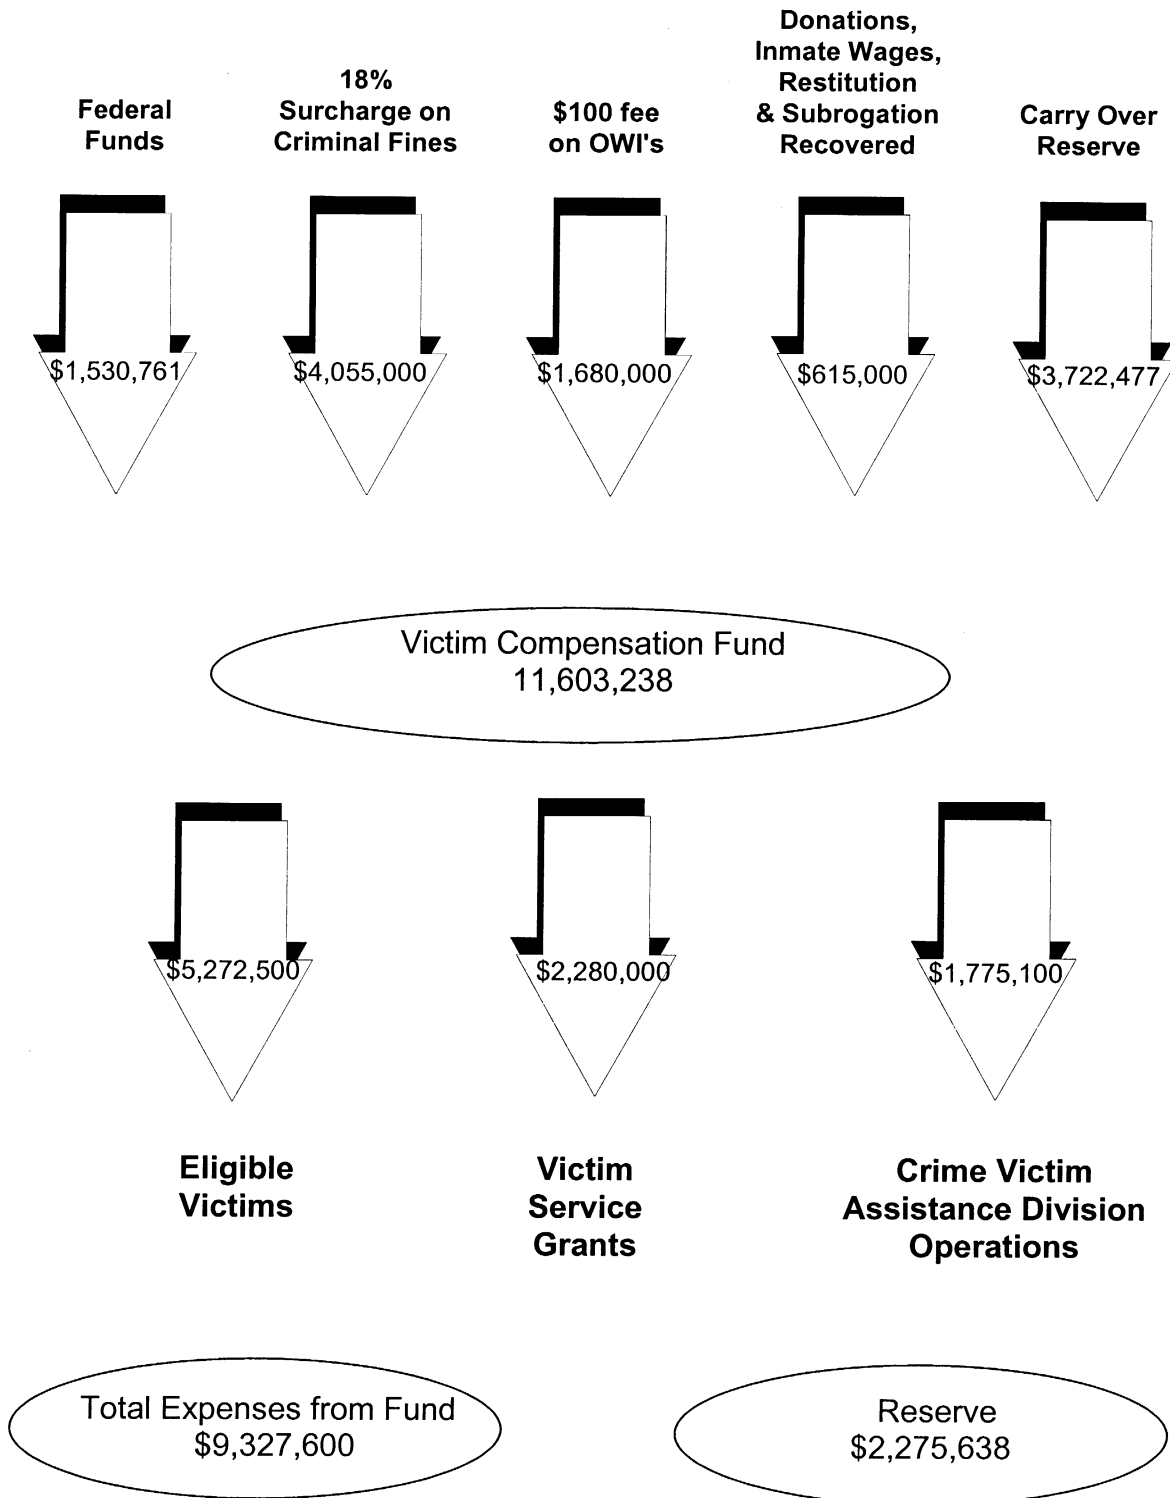 Federal
Funds
18%
Surcharge on
Criminal Fines
$100 fee
on OWI's
Donations,
Inmate Wages,
Restitution
& Subrogation
Recovered
Carry Over
Reserve
$1,530,761
$4,055,000
$1,680,000
$615,000
$3,722,477
Victim Compensation Fund
11,603,238
$5,272,500
$2,280,000
$1,775,100
Eligible
Victims
Victim
Service
Grants
Crime Victim
Assistance Division
Operations
Total Expenses from Fund
$9,327,600
Reserve
$2,275,638